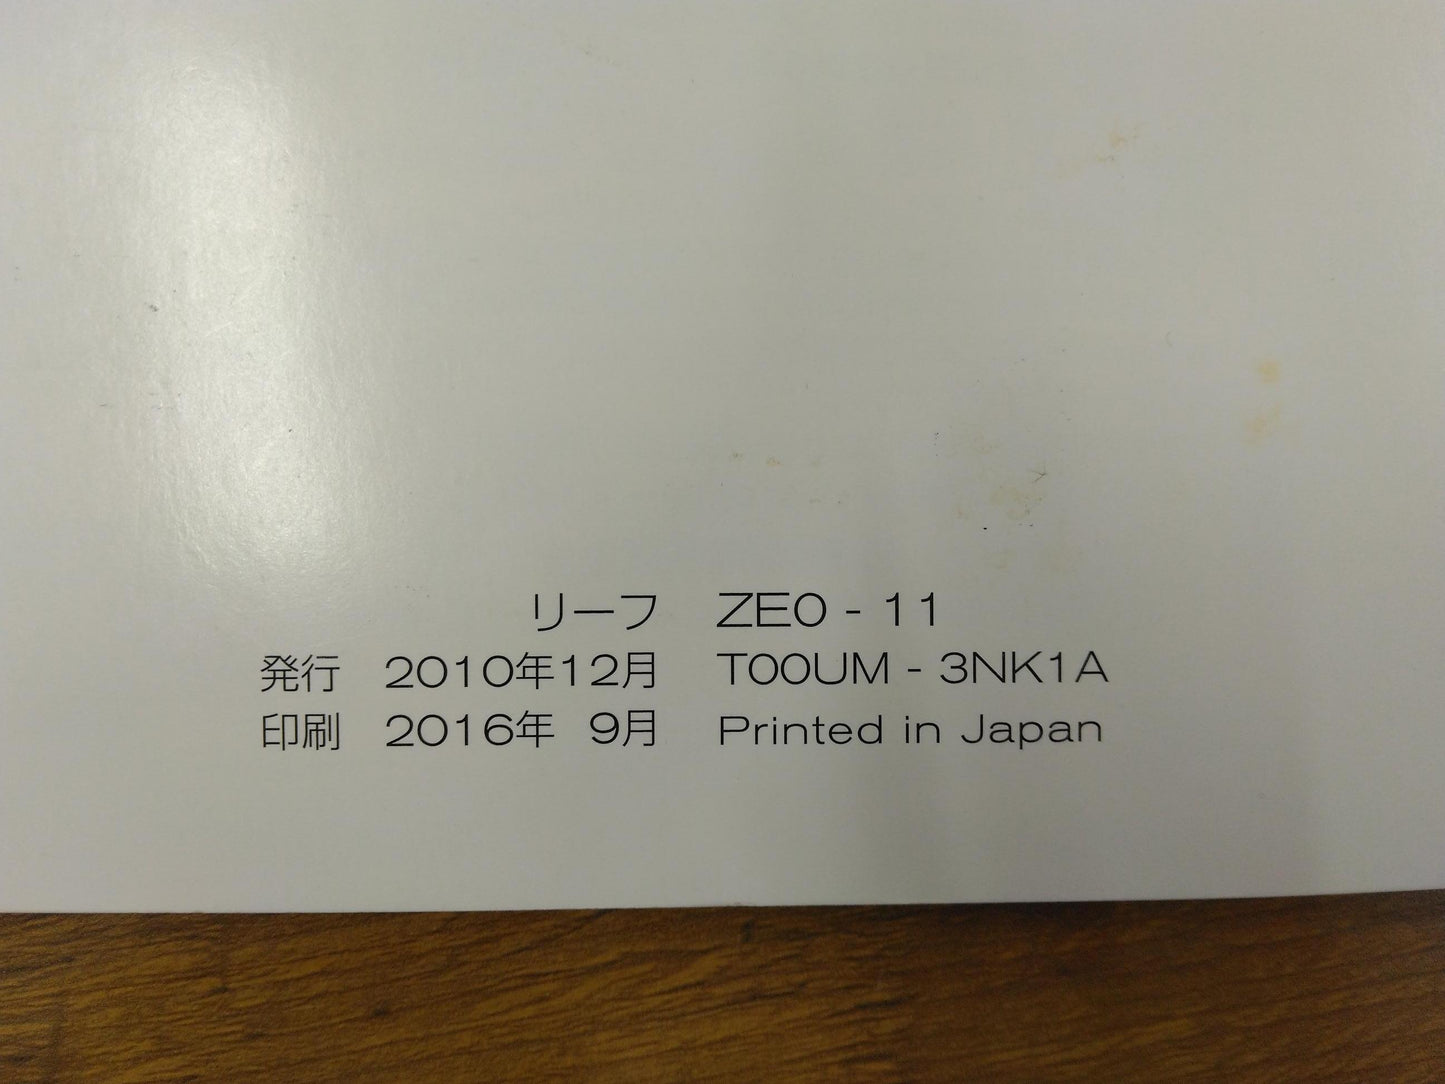 リーフ ZE0 - 11
発行 2010年12月 T00UM - 3NK1A
印刷 2016年 9月 Printed in Japan